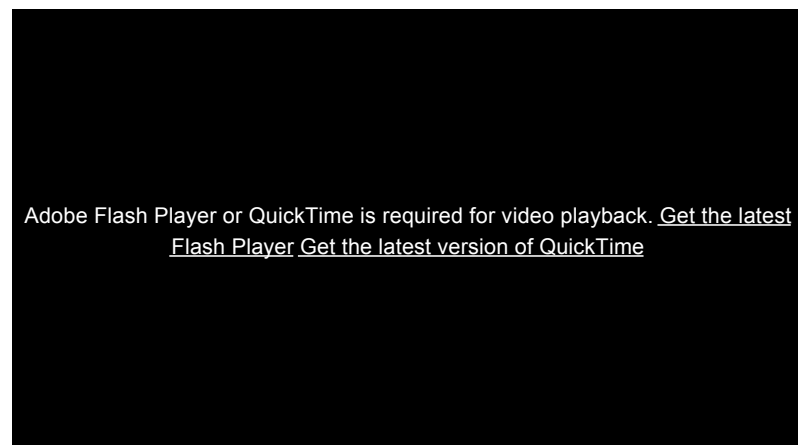 Adobe Flash Player or QuickTime is required for video playback. Get the latest
Flash Player Get the latest version of QuickTime